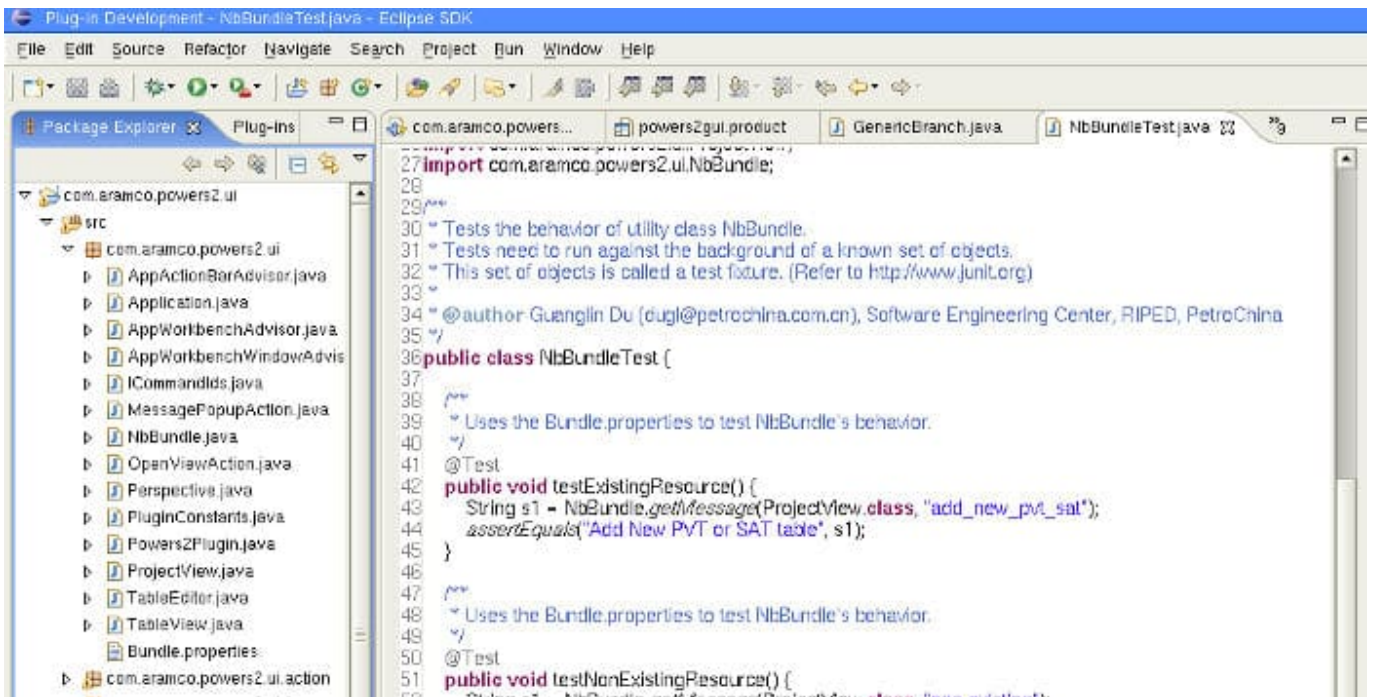 Plug-in Development - NbBundleTest.java - Eclipse SDK
File Edit Source Refactor Navigate Search Project Run Window Help
Package Explorer Plug-ins
com.aramco.powers2.ui
src
com.aramco.powers2.ui
AppActionBarAdvisor.java
Application.java
AppWorkbenchAdvisor.java
AppWorkbenchWindowAdvis
ICommandIds.java
MessagePopupAction.java
NbBundle.java
OpenViewAction.java
Perspective.java
PluginConstants.java
Powers2Plugin.java
ProjectView.java
TableEditor.java
TableView.java
Bundle.properties
com.aramco.powers2.ui.action
com.aramco.powers... powers2gui.product GenericBranch.java NbBundleTest.java »9
27 import com.aramco.powers2.ui.NbBundle;
28
29 /**
30 * Tests the behavior of utility class NbBundle.
31 * Tests need to run against the background of a known set of objects.
32 * This set of objects is called a test fixture. (Refer to http://www.junit.org)
33 *
34 * @author Guanglin Du (dugl@petrochina.com.cn), Software Engineering Center, RIPED, PetroChina
35 */
36 public class NbBundleTest {
37
38 /**
39 * Uses the Bundle.properties to test NbBundle's behavior.
40 */
41 @Test
42 public void testExistingResource() {
43 String s1 = NbBundle.getMessage(ProjectView.class, "add_new_pvt_sat");
44 assertEquals("Add New PVT or SAT table", s1);
45 }
46
47 /**
48 * Uses the Bundle.properties to test NbBundle's behavior.
49 */
50 @Test
51 public void testNonExistingResource() {